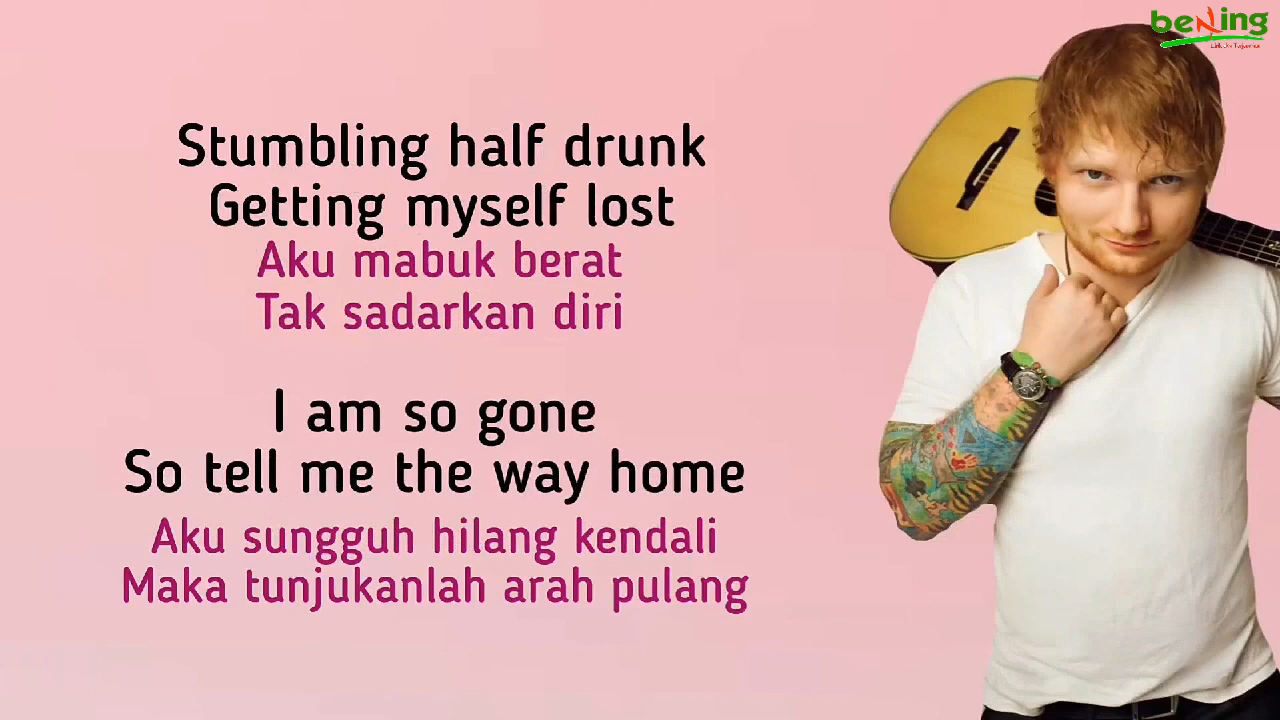 bening
Stumbling half drunk
Getting myself lost
Aku mabuk berat
Tak sadarkan diri
I am so gone
So tell me the way home
Aku sungguh hilang kendali
Maka tunjukanlah arah pulang